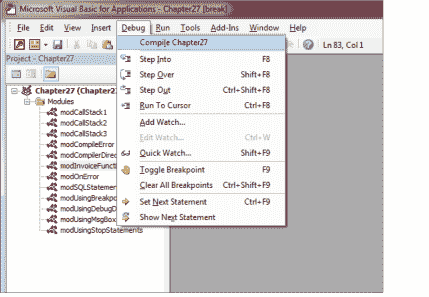 Microsoft Visual Basic for Applications - Chapter27 [break]
File Edit View Insert Debug Run Tools Add-Ins Window Help
Ln 83, Col 1
Project - Chapter27
Chapter27 (Chapter2
Modules
modCallStack1
modCallStack2
modCallStack3
modCompileError
modCompilerDirec
modInvoiceFunct
modOnError
modSQLStatement
modUsingBreakpo
modUsingDebugD
modUsingMsgBox
modUsingStopStatements
Compile Chapter27
Step Into F8
Step Over Shift+F8
Step Out Ctrl+Shift+F8
Run To Cursor Ctrl+F8
Add Watch...
Edit Watch... Ctrl+W
Quick Watch... Shift+F9
Toggle Breakpoint F9
Clear All Breakpoints Ctrl+Shift+F9
Set Next Statement Ctrl+F9
Show Next Statement